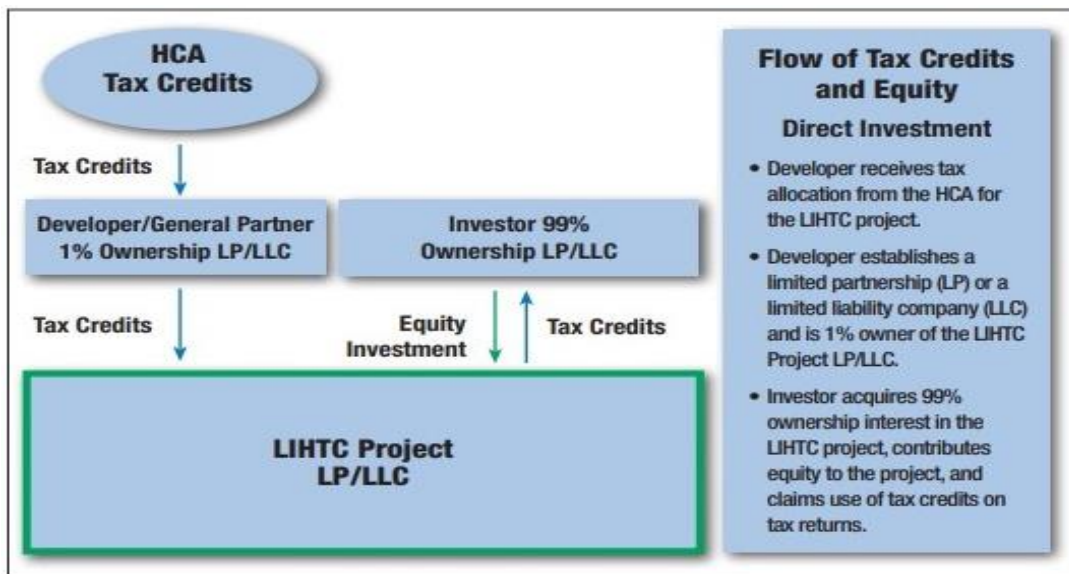 HCA
Tax Credits
Tax Credits
Developer/General Partner
1% Ownership LP/LLC
Investor 99%
Ownership LP/LLC
Tax Credits
Equity
Investment
Tax Credits
LIHTC Project
LP/LLC
Flow of Tax Credits
and Equity
Direct Investment
• Developer receives tax
allocation from the HCA for
the LIHTC project.
• Developer establishes a
limited partnership (LP) or a
limited liability company (LLC)
and is 1% owner of the LIHTC
Project LP/LLC.
• Investor acquires 99%
ownership interest in the
LIHTC project, contributes
equity to the project, and
claims use of tax credits on
tax returns.